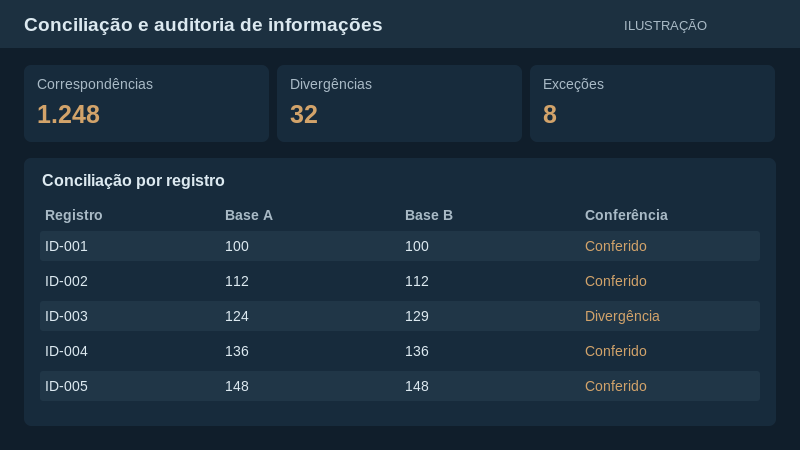 Conciliação e auditoria de informações
ILUSTRAÇÃO
Correspondências
1.248
Divergências
32
Exceções
8
Conciliação por registro
Registro Base A Base B Conferência
ID-001 100 100 Conferido
ID-002 112 112 Conferido
ID-003 124 129 Divergência
ID-004 136 136 Conferido
ID-005 148 148 Conferido